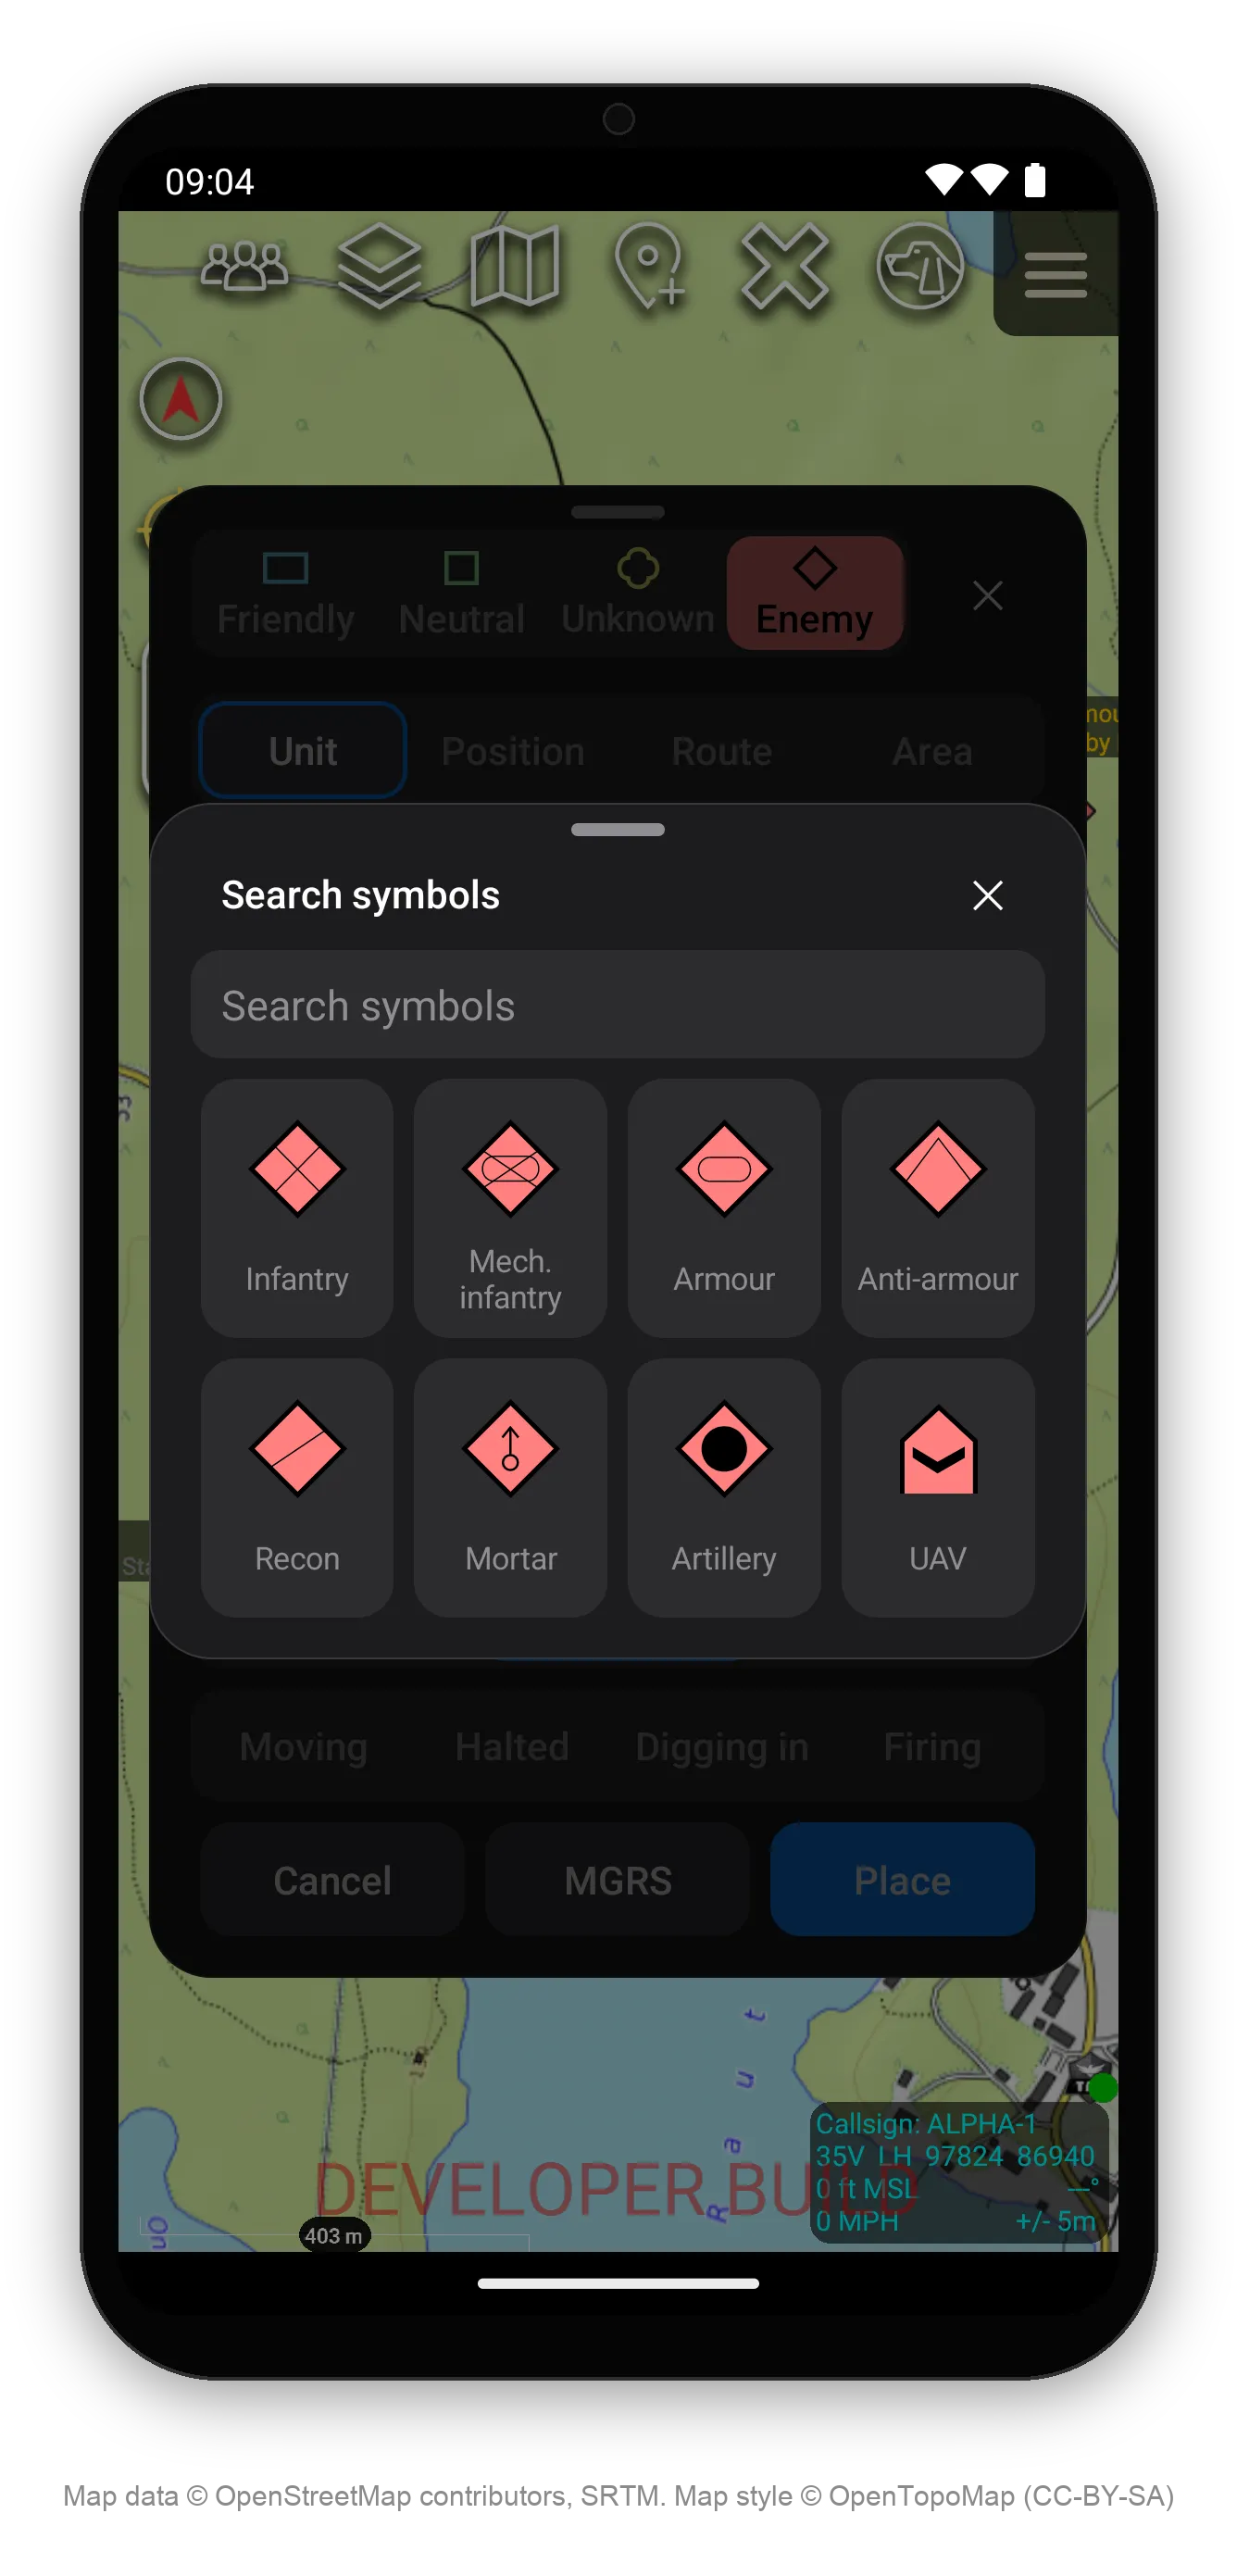 09:04
Friendly Neutral Unknown Enemy
Unit Position Route Area
by
Search symbols
Search symbols
53
Infantry Mech. infantry Armour Anti-armour
Recon Mortar Artillery UAV
Moving Halted Digging in Firing
Cancel MGRS Place
R a u t
Callsign: ALPHA-1
35V LH 97824 86940
0 ft MSL —°
0 MPH +/- 5m
DEVELOPER BUILD
403 m
Map data © OpenStreetMap contributors, SRTM. Map style © OpenTopoMap (CC-BY-SA)